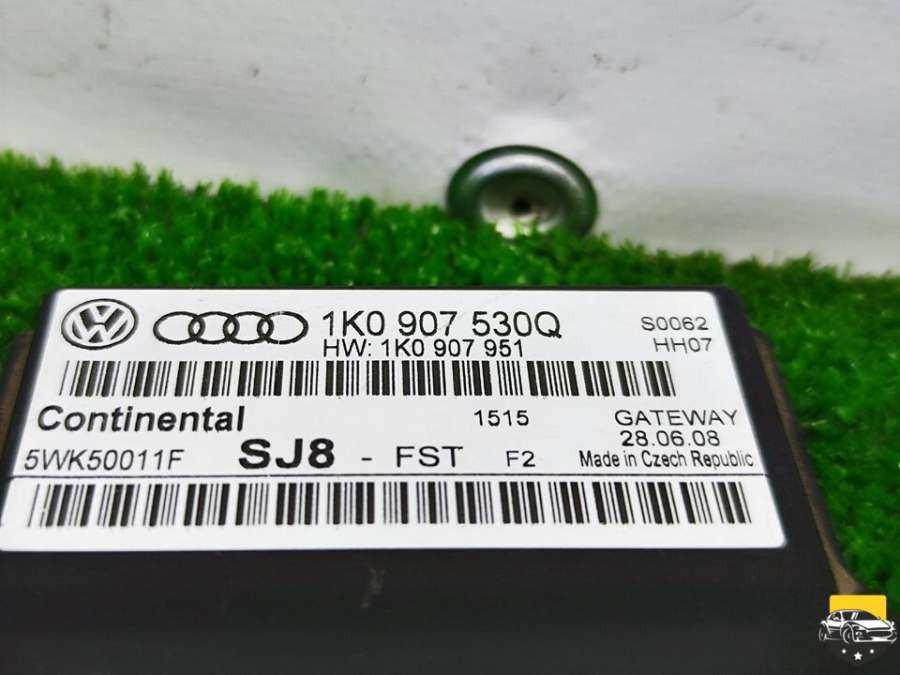 1K0 907 530Q
S0062
HW: 1K0 907 951
HH07
Continental
1515
GATEWAY
28.06.08
5WK50011F
SJ8 - FST
F2
Made in Czech Republic